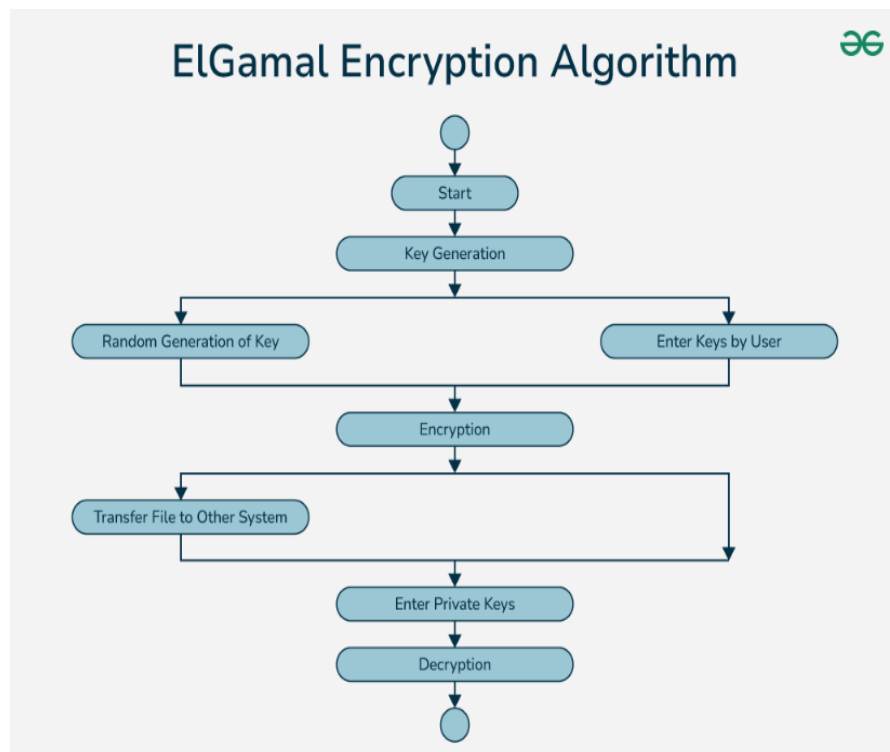 ElGamal Encryption Algorithm
Start
Key Generation
Random Generation of Key
Enter Keys by User
Encryption
Transfer File to Other System
Enter Private Keys
Decryption